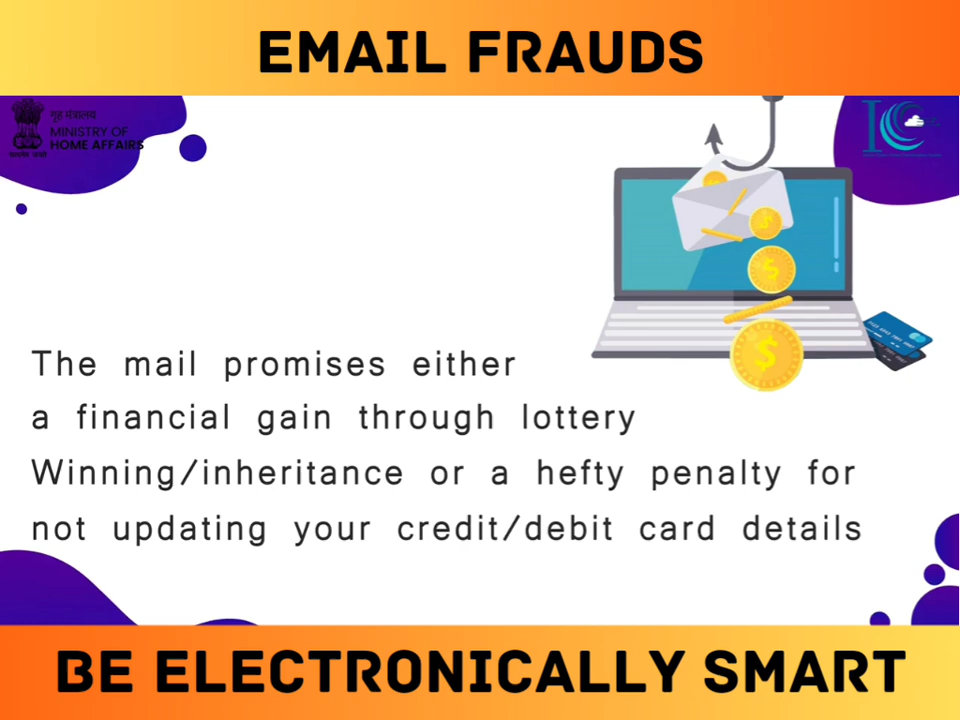 EMAIL FRAUDS
गृह मंत्रालय
MINISTRY OF
HOME AFFAIRS
The mail promises either
a financial gain through lottery
Winning/inheritance or a hefty penalty for
not updating your credit/debit card details
BE ELECTRONICALLY SMART